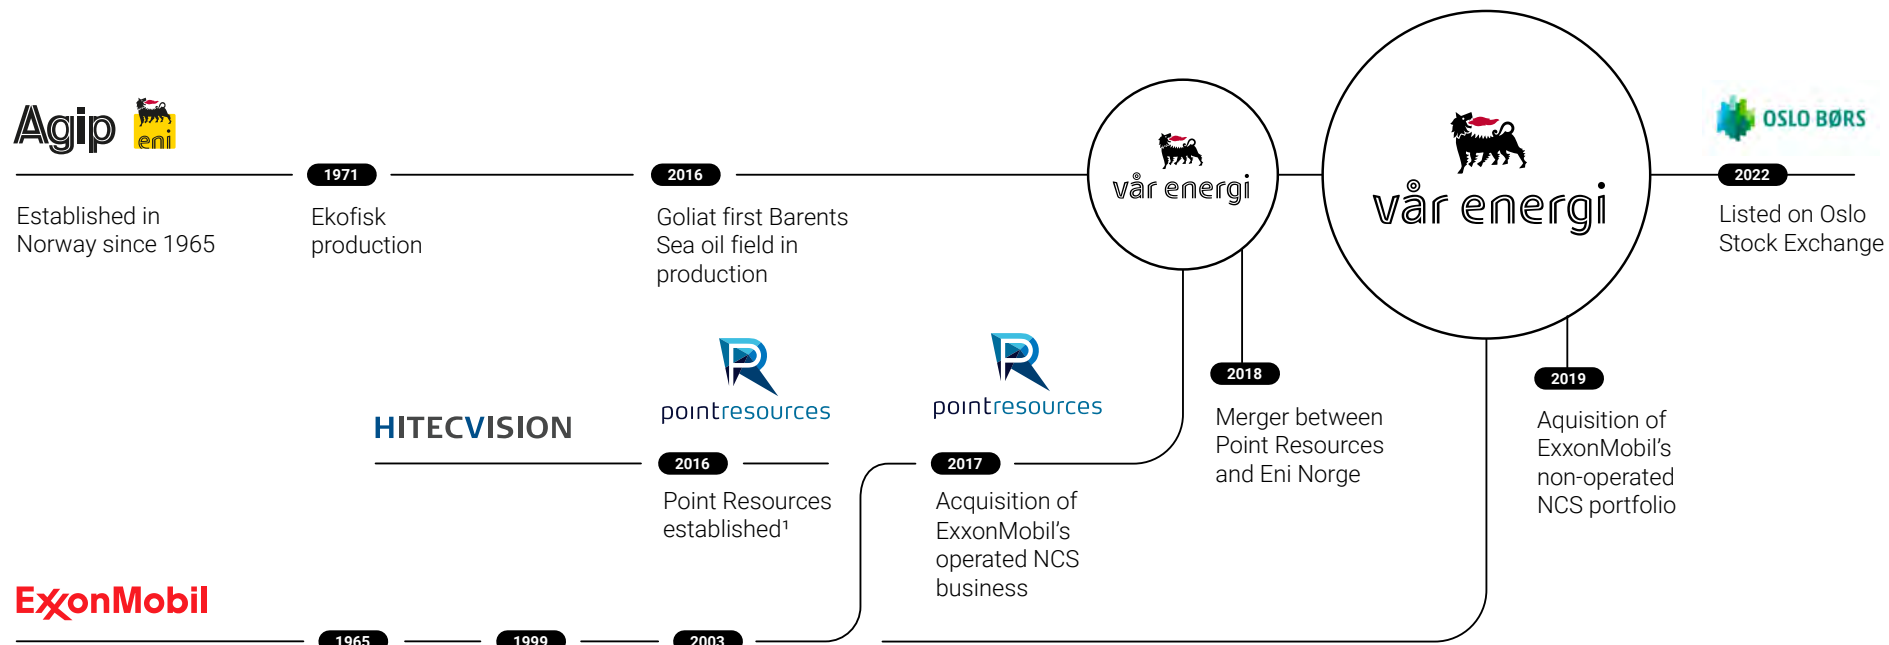 Agip
eni
1971
2016
Established in
Norway since 1965
Ekofisk
production
Goliat first Barents
Sea oil field in
production
vår energi
vår energi
OSLO BØRS
2022
Listed on Oslo
Stock Exchange
HITECVISION
pointresources
2016
Point Resources
established¹
pointresources
2017
Acquisition of
ExxonMobil's
operated NCS
business
2018
Merger between
Point Resources
and Eni Norge
2019
Aquisition of
ExxonMobil's
non-operated
NCS portfolio
ExxonMobil
1965
1999
2003